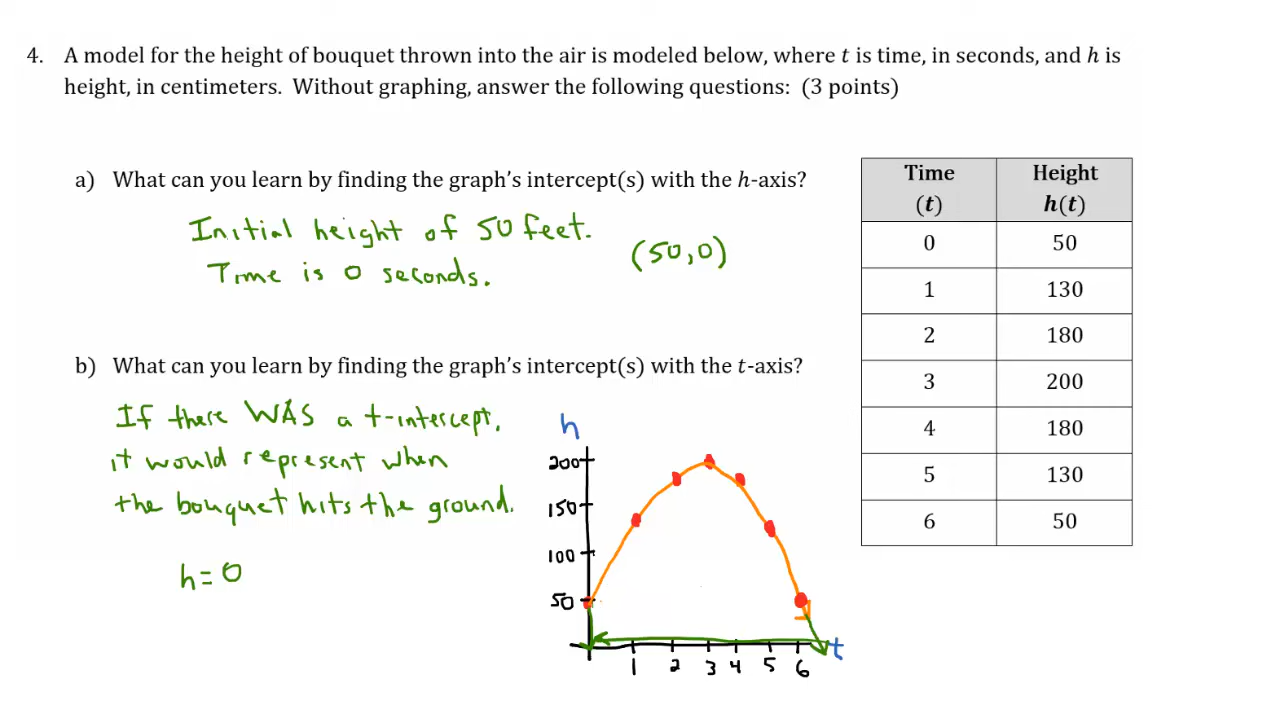 4. A model for the height of bouquet thrown into the air is modeled below, where t is time, in seconds, and h is
height, in centimeters. Without graphing, answer the following questions: (3 points)
a) What can you learn by finding the graph's intercept(s) with the h-axis?
Initial height of 50 feet.
Time is 0 seconds.
(50,0)
b) What can you learn by finding the graph's intercept(s) with the t-axis?
If there WAS a t-intercept,
it would represent when
the bouquet hits the ground.
h=0
h
200
150
100
50
1 2 3 4 5 6
t
Time Height
(t) h(t)
0 50
1 130
2 180
3 200
4 180
5 130
6 50